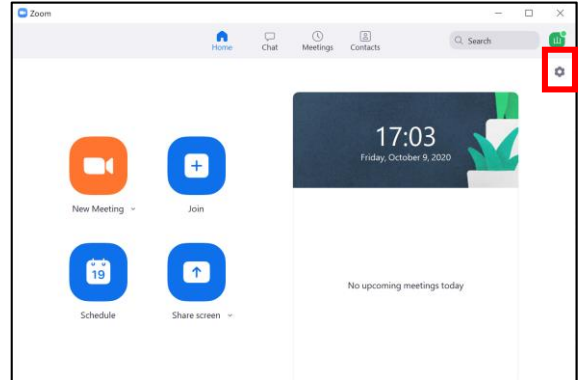 Zoom
Home Chat Meetings Contacts Search
17:03
Friday, October 9, 2020
New Meeting Join
19
Schedule Share screen
No upcoming meetings today